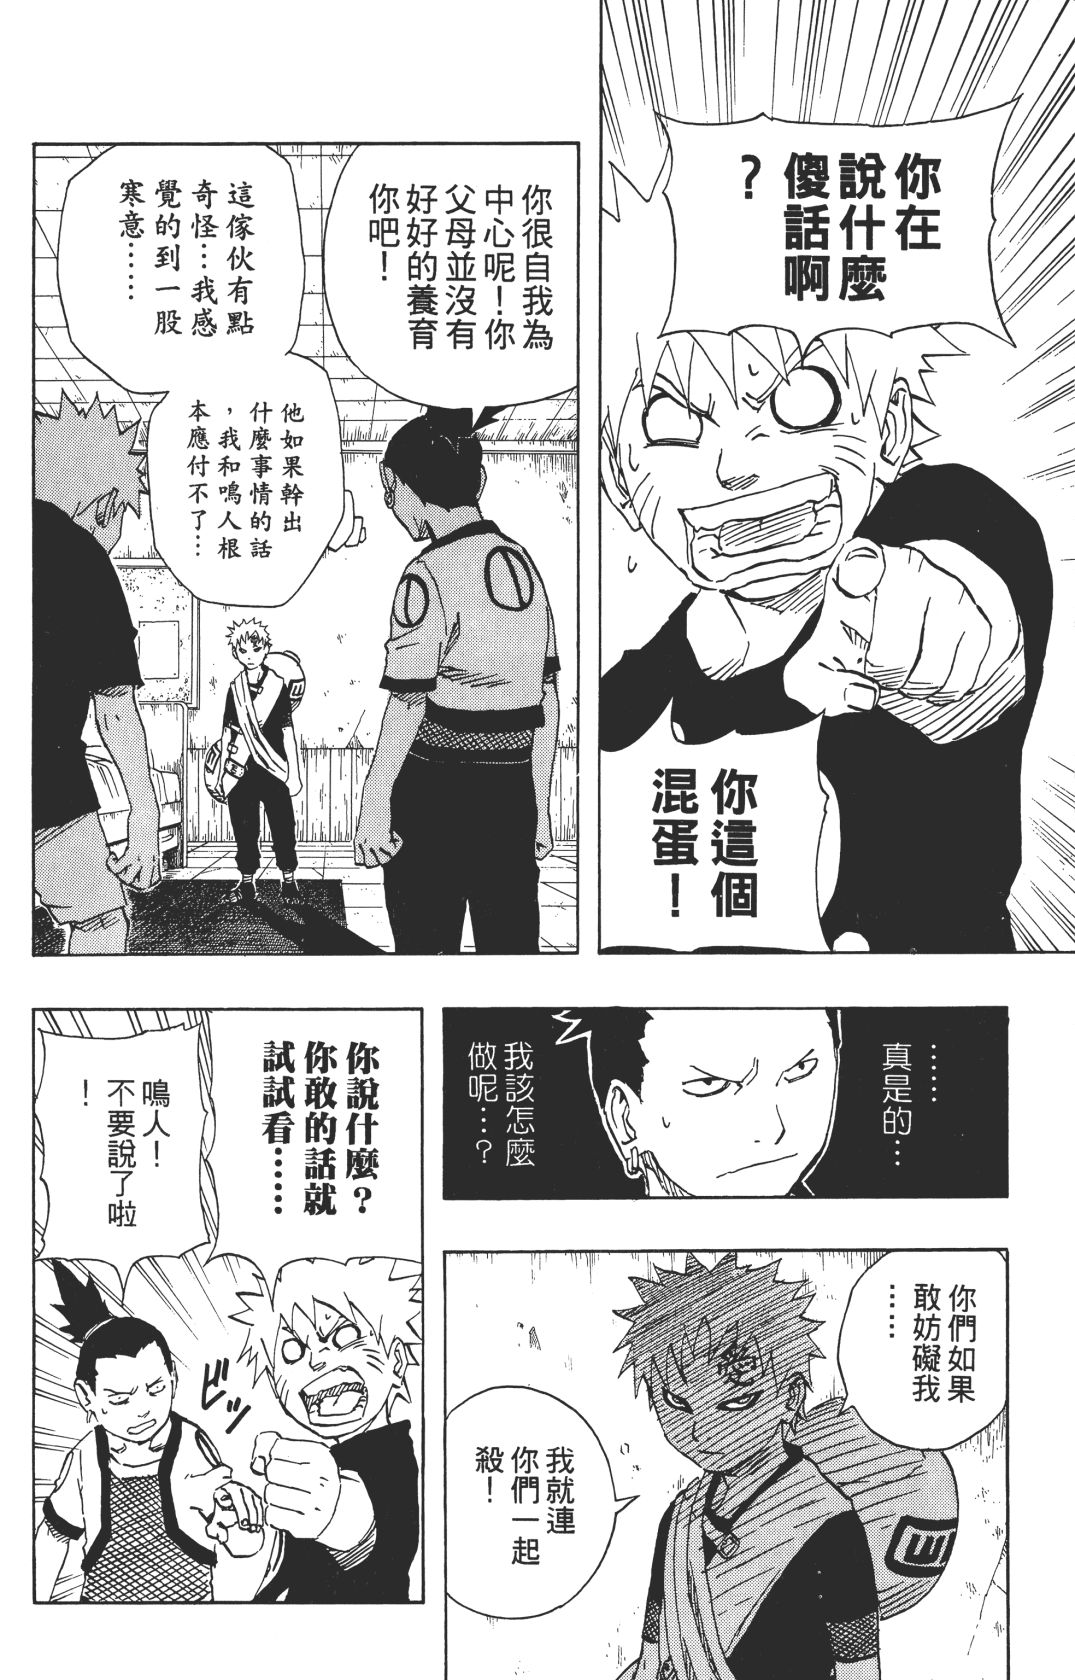 你在
說什麼
傻話啊
？
你這個
混蛋！
你很自我為
中心呢！你
父母並沒有
好好的養育
你吧！
這傢伙有點
奇怪…我感
覺的到一股
寒意……
他如果幹出
什麼事情的話
，我和鳴人根
本應付不了…
……
真是的…
我該怎麼
做呢…？
你們如果
敢妨礙我
……
愛
我就連
你們一起
殺！
你說什麼？
你敢的話就
試試看……
鳴人！
不要說了啦
！
ビッ